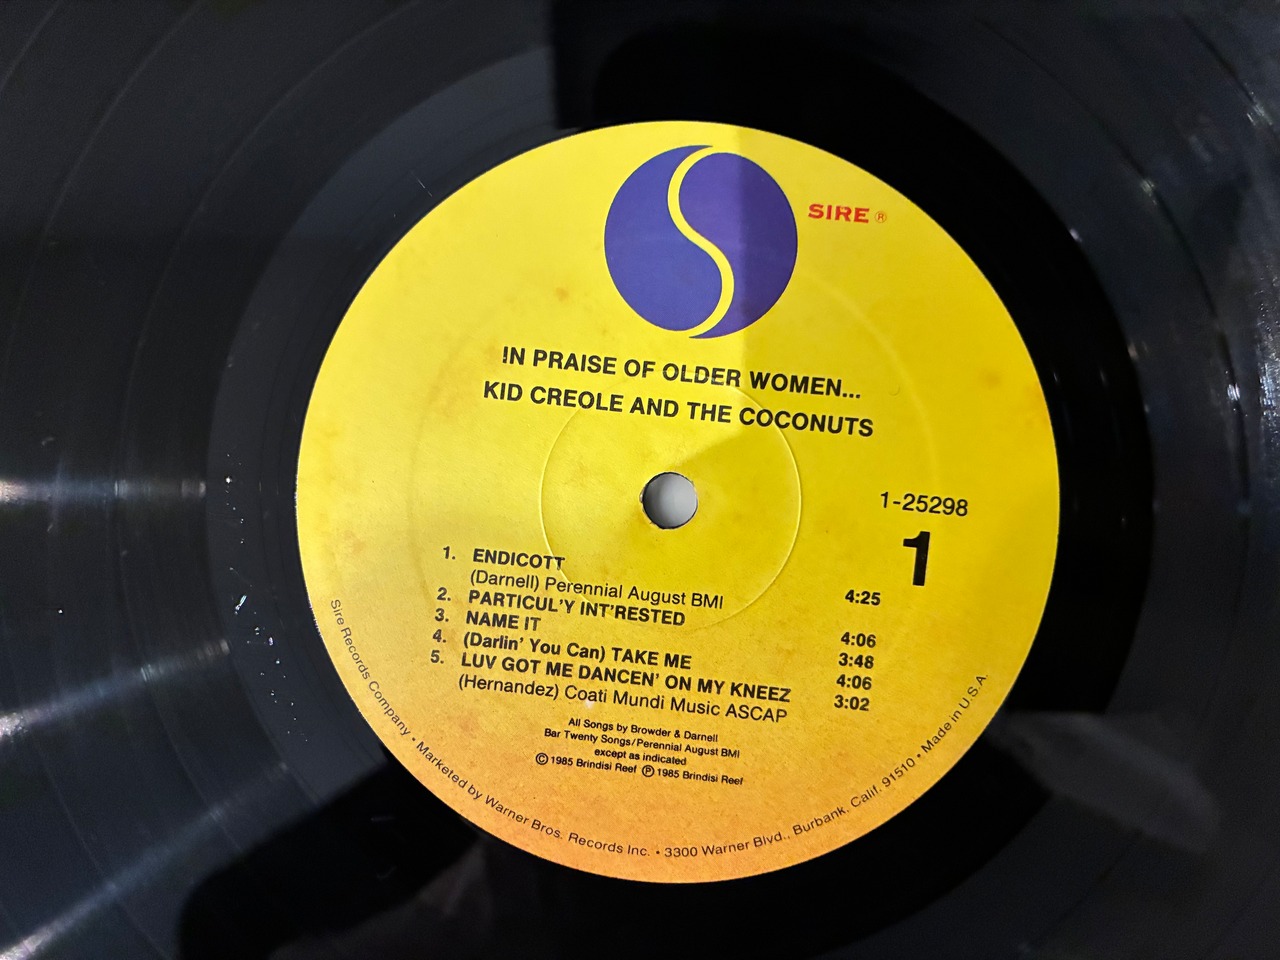 SIRE ®
IN PRAISE OF OLDER WOMEN...
KID CREOLE AND THE COCONUTS
1-25298
1
1. ENDICOTT
(Darnell) Perennial August BMI 4:25
2. PARTICUL'Y INT'RESTED 4:06
3. NAME IT 3:48
4. (Darlin' You Can) TAKE ME 4:06
5. LUV GOT ME DANCEN' ON MY KNEEZ 3:02
(Hernandez) Coati Mundi Music ASCAP
All Songs by Browder & Darnell
Bar Twenty Songs/Perennial August BMI
except as indicated
© 1985 Brindisi Reef ℗ 1985 Brindisi Reef
Sire Records Company • Marketed by Warner Bros. Records Inc. • 3300 Warner Blvd., Burbank, Calif. 91510 • Made in U.S.A.